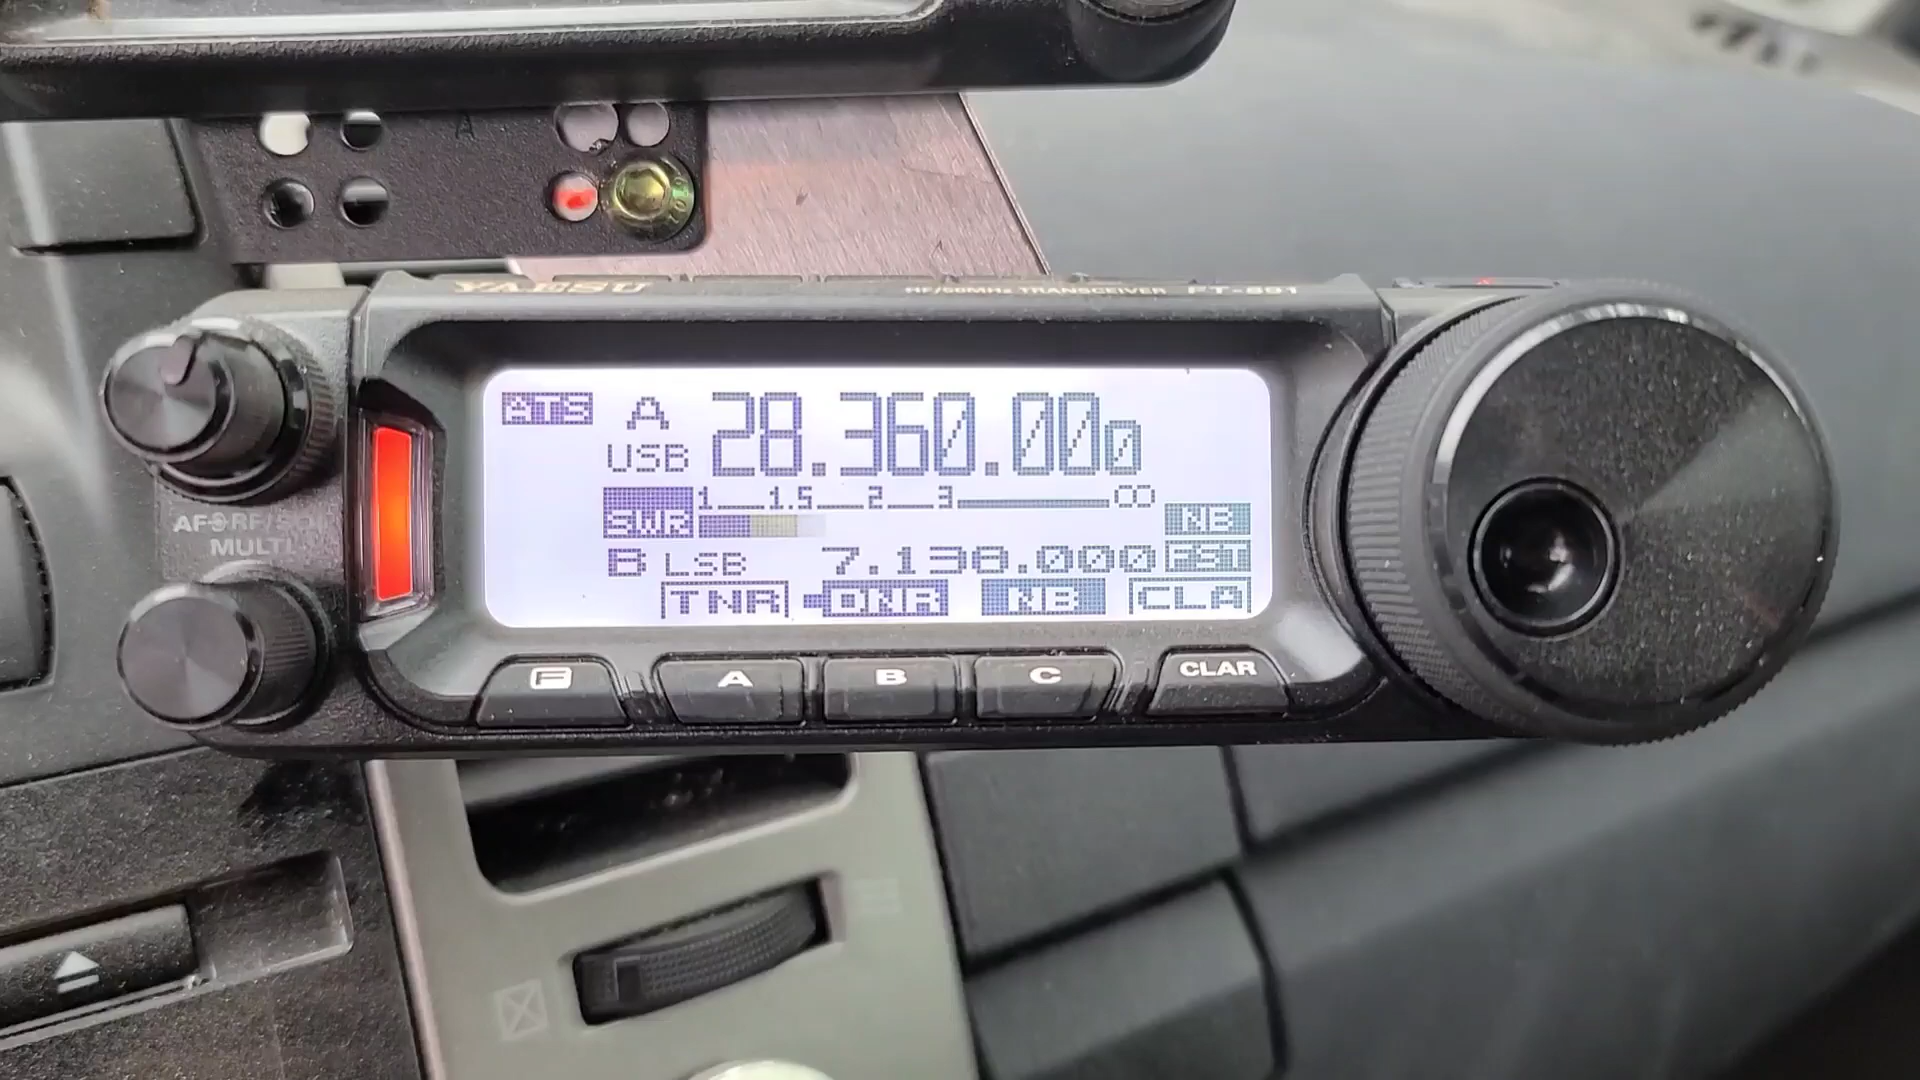 YAESU HF/50MHz TRANSCEIVER FT-891
ATS A 28.360.000
USB
SWR 1 1.5 2 3 ∞
NB
B LSB 7.138.000 FST
TNR DNR NB CLA
F A B C CLAR
MULTI